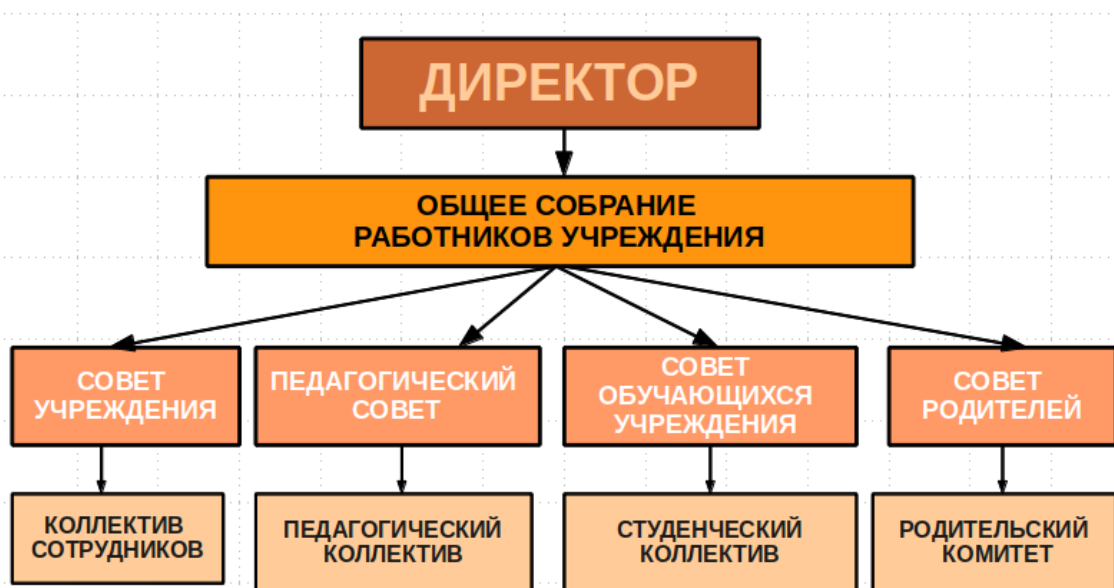 ДИРЕКТОР
ОБЩЕЕ СОБРАНИЕ
РАБОТНИКОВ УЧРЕЖДЕНИЯ
СОВЕТ
УЧРЕЖДЕНИЯ
ПЕДАГОГИЧЕСКИЙ
СОВЕТ
СОВЕТ
ОБУЧАЮЩИХСЯ
УЧРЕЖДЕНИЯ
СОВЕТ
РОДИТЕЛЕЙ
КОЛЛЕКТИВ
СОТРУДНИКОВ
ПЕДАГОГИЧЕСКИЙ
КОЛЛЕКТИВ
СТУДЕНЧЕСКИЙ
КОЛЛЕКТИВ
РОДИТЕЛЬСКИЙ
КОМИТЕТ